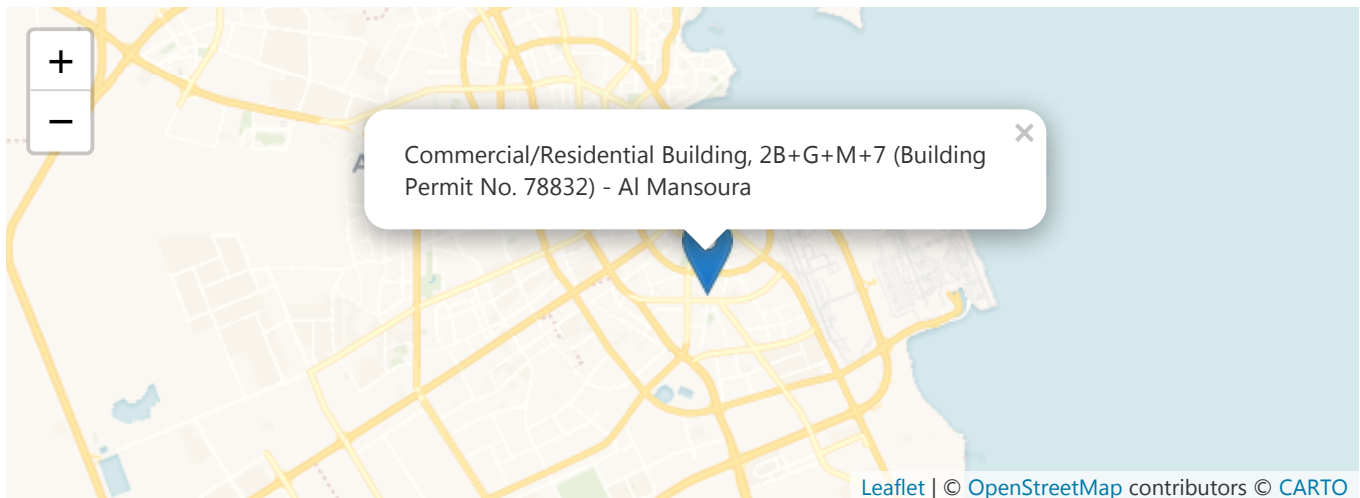 +
−
×
Commercial/Residential Building, 2B+G+M+7 (Building
Permit No. 78832) - Al Mansoura
A
Leaflet | © OpenStreetMap contributors © CARTO